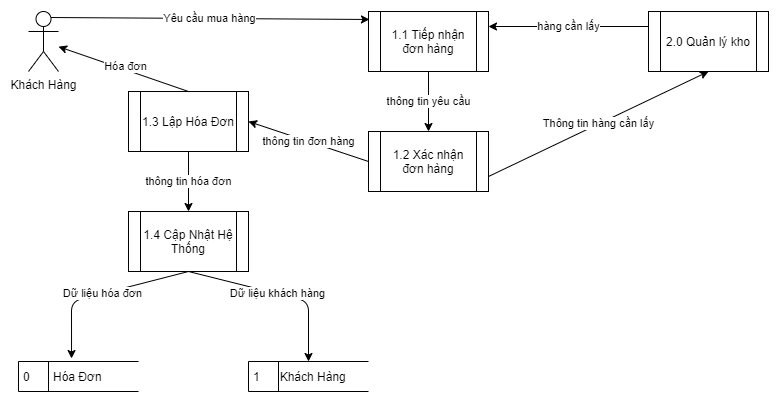 Yêu cầu mua hàng
1.1 Tiếp nhận
đơn hàng
hàng cần lấy
2.0 Quản lý kho
Khách Hàng
Hóa đơn
thông tin yêu cầu
1.3 Lập Hóa Đơn
thông tin đơn hàng
Thông tin hàng cần lấy
1.2 Xác nhận
đơn hàng
thông tin hóa đơn
1.4 Cập Nhật Hệ
Thống
Dữ liệu hóa đơn
Dữ liệu khách hàng
0
Hóa Đơn
1
Khách Hàng